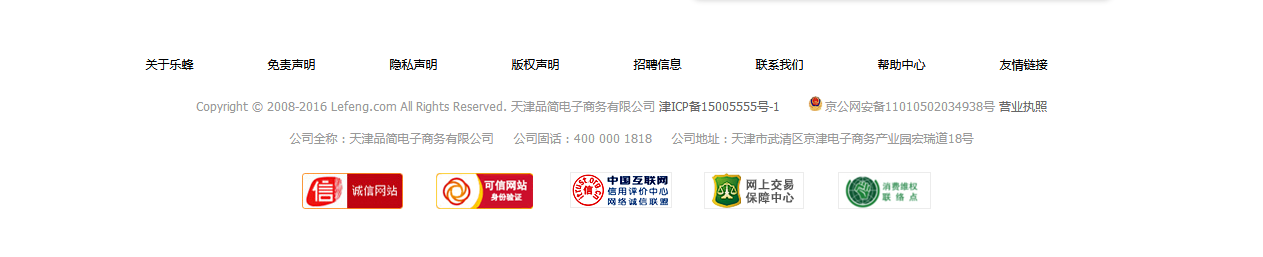 关于乐蜂 免责声明 隐私声明 版权声明 招聘信息 联系我们 帮助中心 友情链接
Copyright © 2008-2016 Lefeng.com All Rights Reserved. 天津品简电子商务有限公司 津ICP备15005555号-1 京公网安备11010502034938号 营业执照
公司全称：天津品简电子商务有限公司 公司固话：400 000 1818 公司地址：天津市武清区京津电子商务产业园宏瑞道18号
信 诚信网站
可信网站
身份验证
itrust.org.cn
信
中国互联网
信用评价中心
网络诚信联盟
网上交易
保障中心
消费维权
联络点